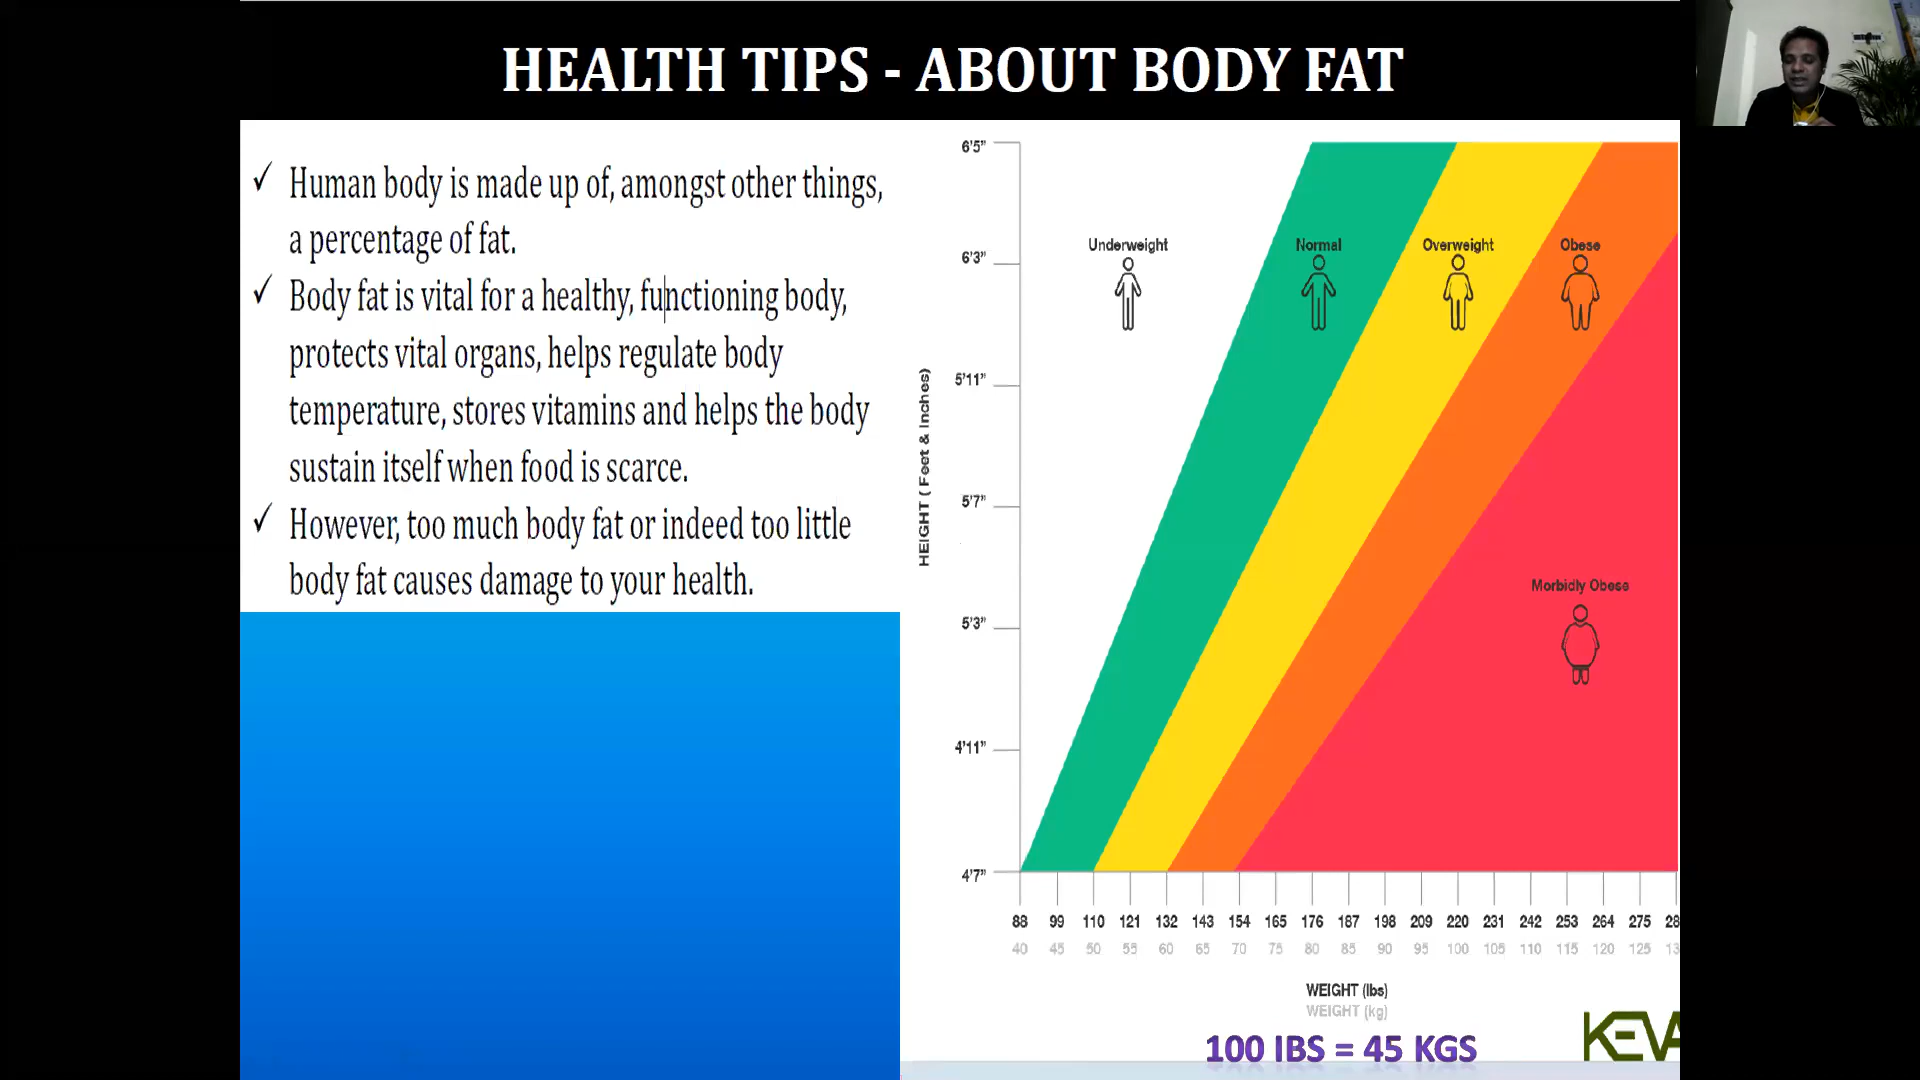 HEALTH TIPS - ABOUT BODY FAT
✓ Human body is made up of, amongst other things,
a percentage of fat.
✓ Body fat is vital for a healthy, functioning body,
protects vital organs, helps regulate body
temperature, stores vitamins and helps the body
sustain itself when food is scarce.
✓ However, too much body fat or indeed too little
body fat causes damage to your health.
HEIGHT ( Feet & Inches)
6'5"
6'3"
5'11"
5'7"
5'3"
4'11"
4'7"
Underweight
Normal
Overweight
Obese
Morbidly Obese
88 99 110 121 132 143 154 165 176 187 198 209 220 231 242 253 264 275 28
40 45 50 55 60 65 70 75 80 85 90 95 100 105 110 115 120 125 13
WEIGHT (lbs)
WEIGHT (kg)
100 IBS = 45 KGS
KEVA